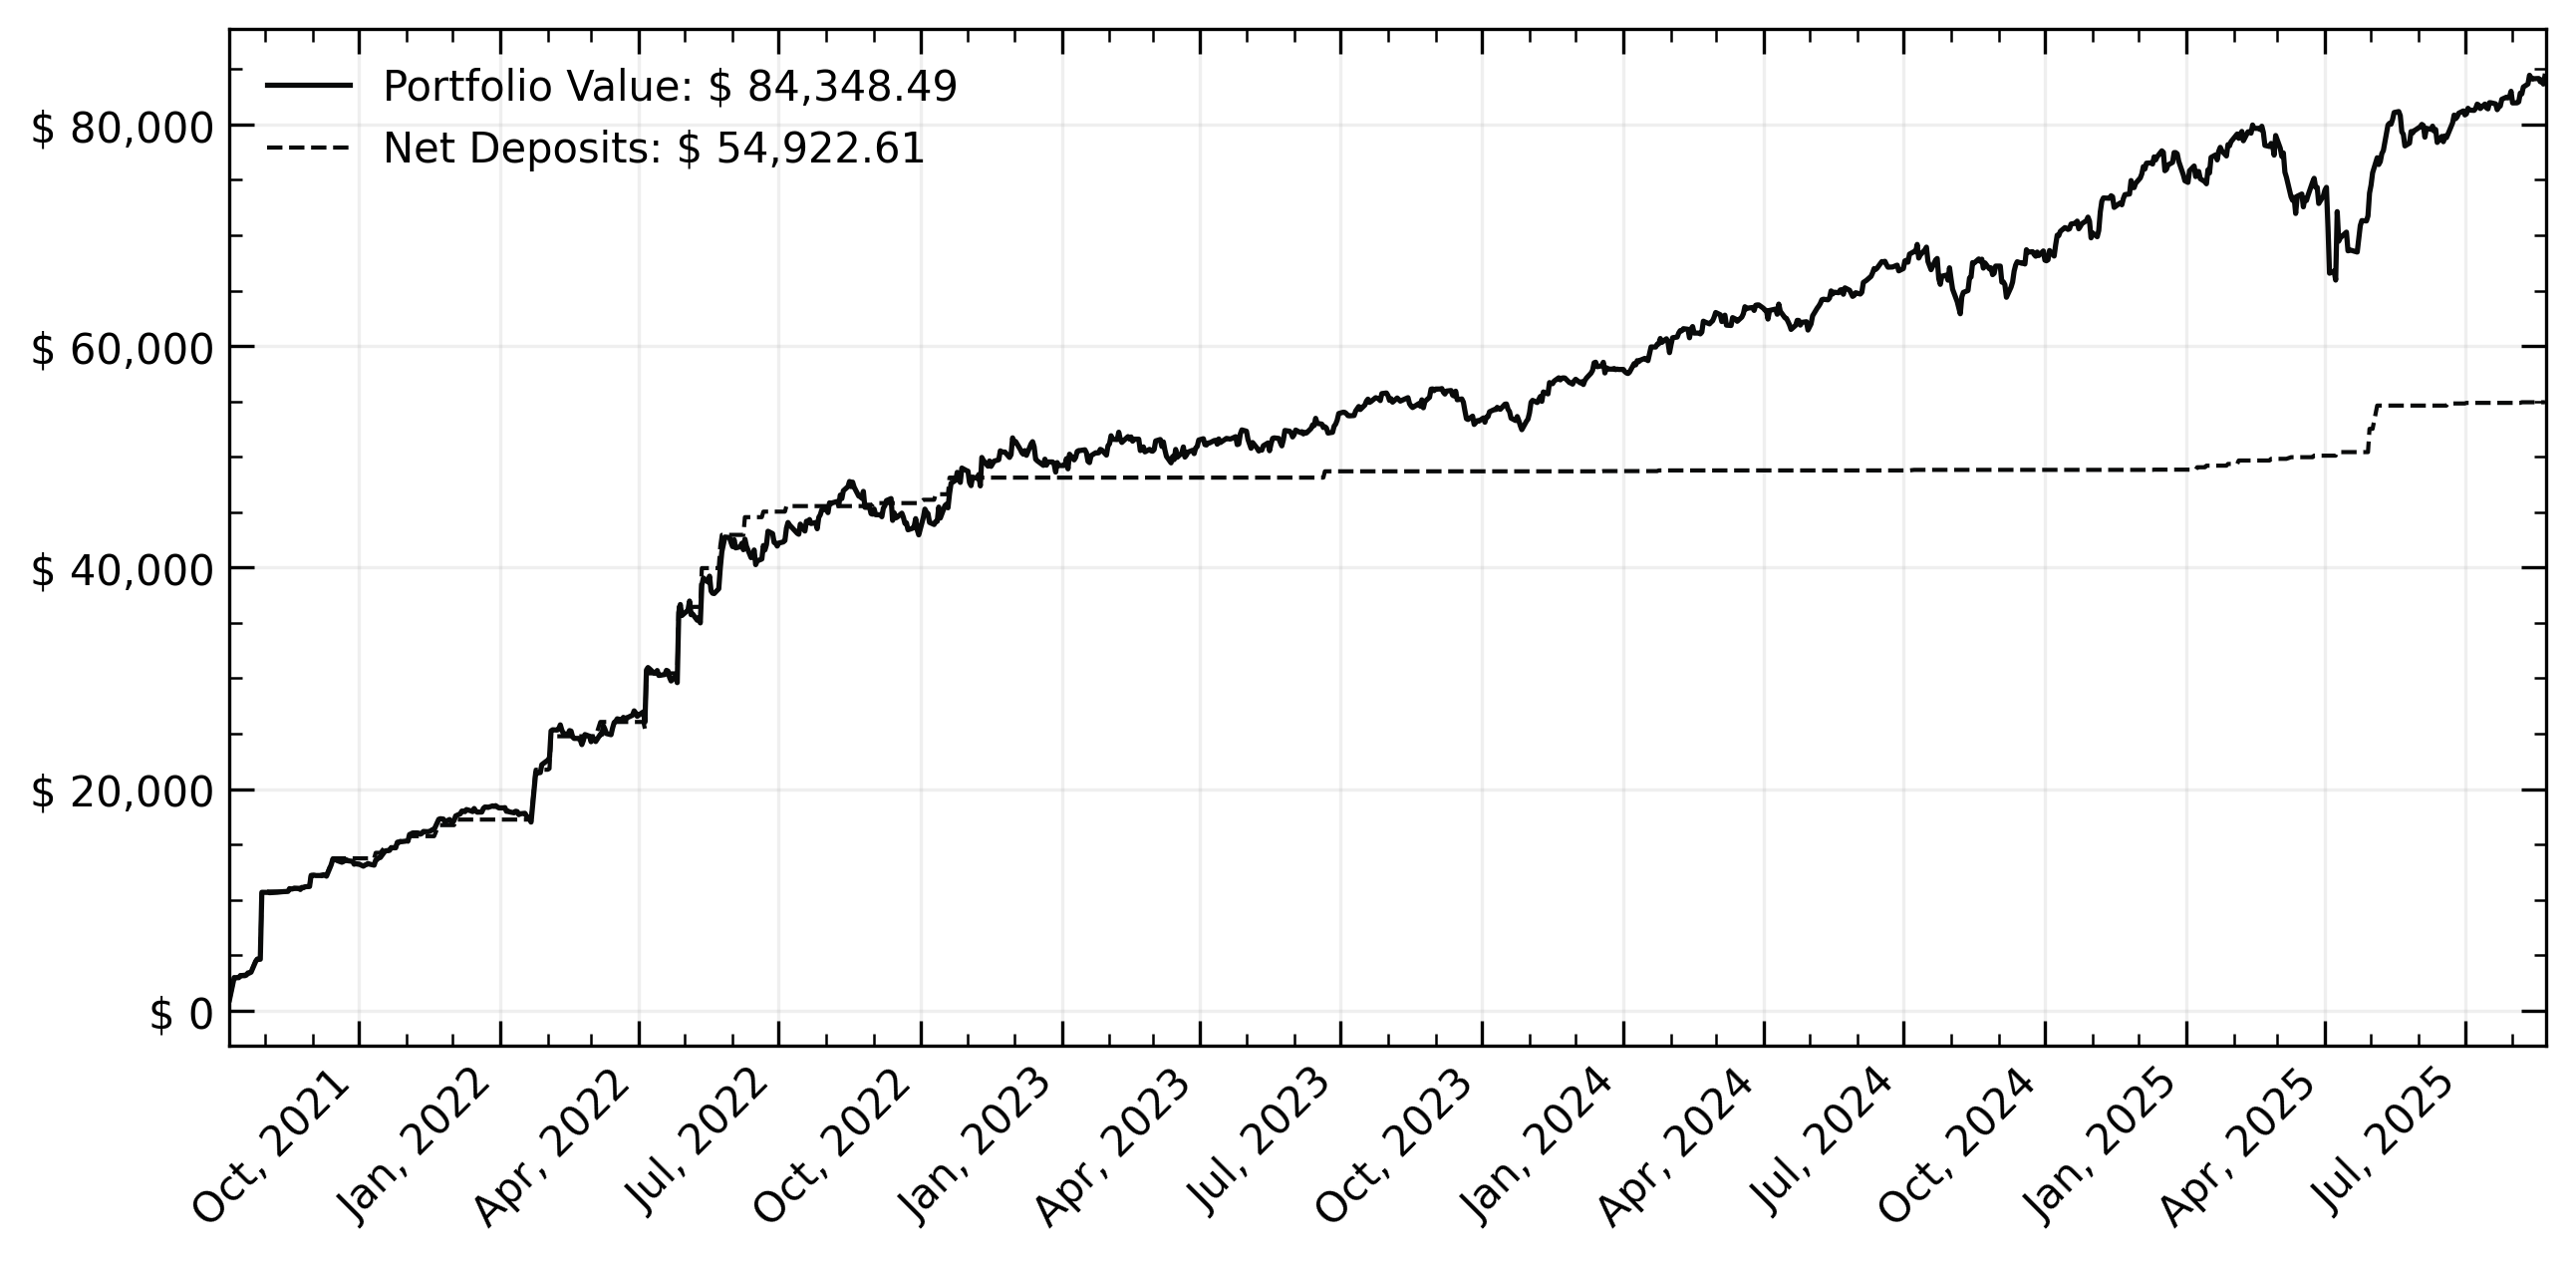 Portfolio Value: $ 84,348.49
Net Deposits: $ 54,922.61
$ 80,000
$ 60,000
$ 40,000
$ 20,000
$ 0
Oct, 2021
Jan, 2022
Apr, 2022
Jul, 2022
Oct, 2022
Jan, 2023
Apr, 2023
Jul, 2023
Oct, 2023
Jan, 2024
Apr, 2024
Jul, 2024
Oct, 2024
Jan, 2025
Apr, 2025
Jul, 2025